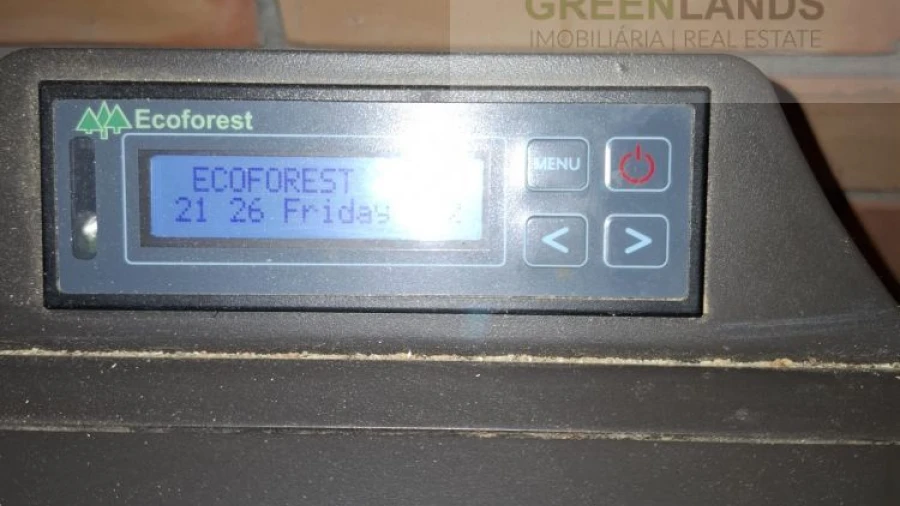 GREENLANDS
IMOBILIÁRIA | REAL ESTATE
Ecoforest
ECOFOREST
21 26 Friday
MENU
<
>